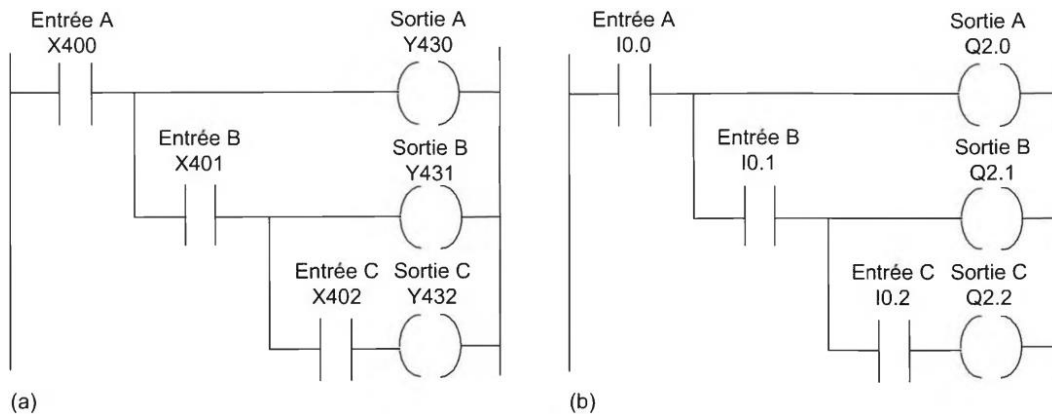 Entrée A
X400
Sortie A
Y430
Entrée B
X401
Sortie B
Y431
Entrée C
X402
Sortie C
Y432
(a)
Entrée A
I0.0
Sortie A
Q2.0
Entrée B
I0.1
Sortie B
Q2.1
Entrée C
I0.2
Sortie C
Q2.2
(b)